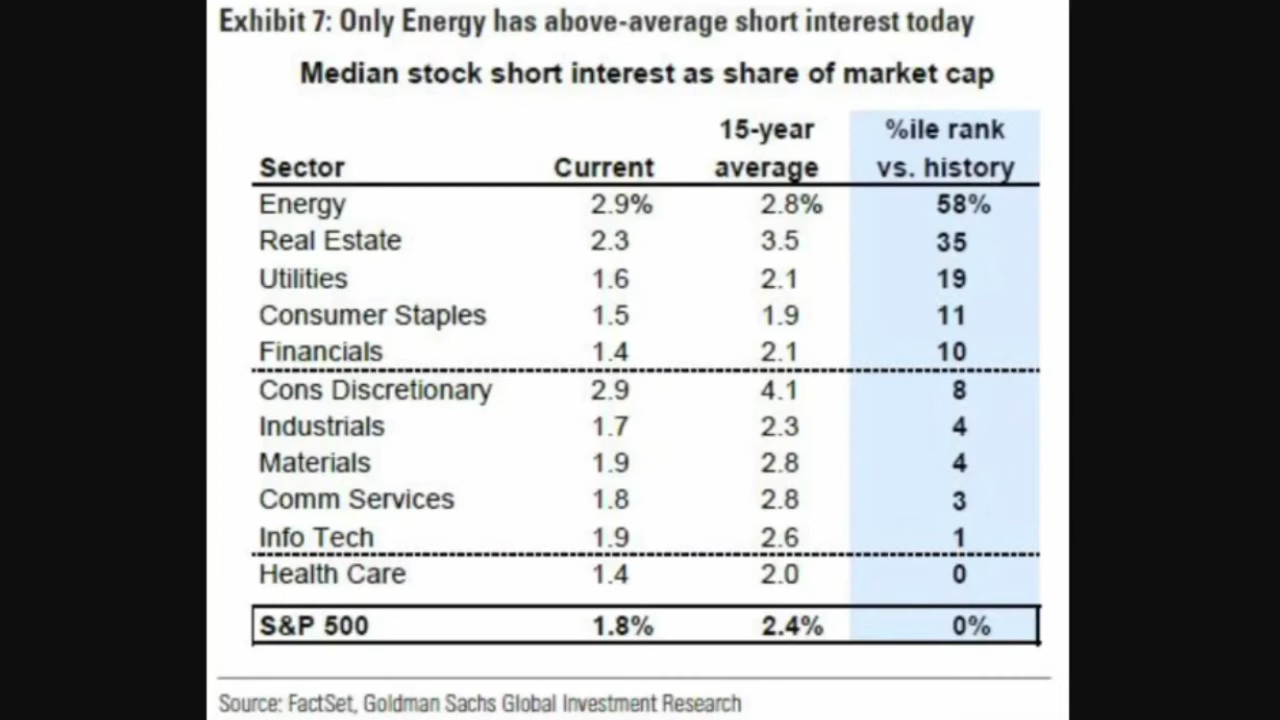 Exhibit 7: Only Energy has above-average short interest today
Median stock short interest as share of market cap
15-year %ile rank
Sector Current average vs. history
Energy 2.9% 2.8% 58%
Real Estate 2.3 3.5 35
Utilities 1.6 2.1 19
Consumer Staples 1.5 1.9 11
Financials 1.4 2.1 10
Cons Discretionary 2.9 4.1 8
Industrials 1.7 2.3 4
Materials 1.9 2.8 4
Comm Services 1.8 2.8 3
Info Tech 1.9 2.6 1
Health Care 1.4 2.0 0
S&P 500 1.8% 2.4% 0%
Source: FactSet, Goldman Sachs Global Investment Research